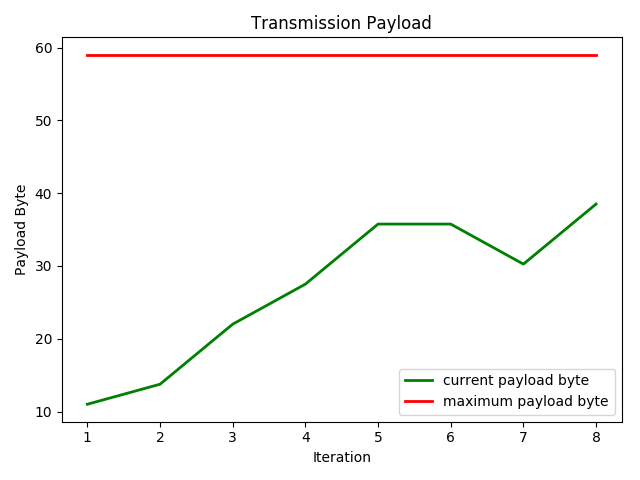 Transmission Payload
Payload Byte
60
50
40
30
20
10
1 2 3 4 5 6 7 8
Iteration
current payload byte
maximum payload byte